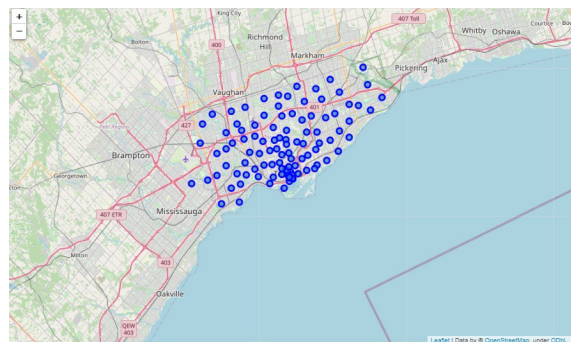 +
−
King City
407 Toll
Courtice
Bolton
Richmond
Hill
Whitby
Oshawa
400
Markham
Pickering
Ajax
Vaughan
401
427
Brampton
Georgetown
Mississauga
407 ETR
Milton
403
Oakville
QEW
403
Leaflet | Data by © OpenStreetMap, under ODbL.